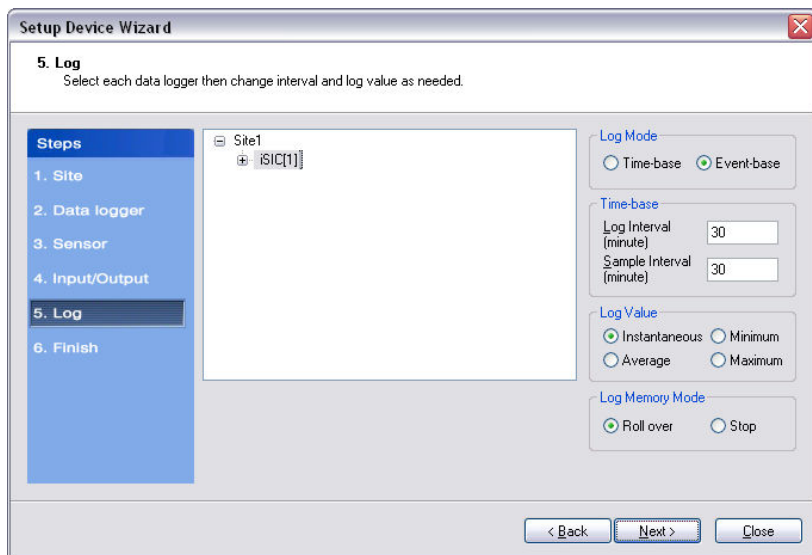 Setup Device Wizard
5. Log
Select each data logger then change interval and log value as needed.
Steps
1. Site
2. Data logger
3. Sensor
4. Input/Output
5. Log
6. Finish
Site1
iSIC[1]
Log Mode
Time-base Event-base
Time-base
Log Interval
(minute)
30
Sample Interval
(minute)
30
Log Value
Instantaneous Minimum
Average Maximum
Log Memory Mode
Roll over Stop
< Back Next > Close